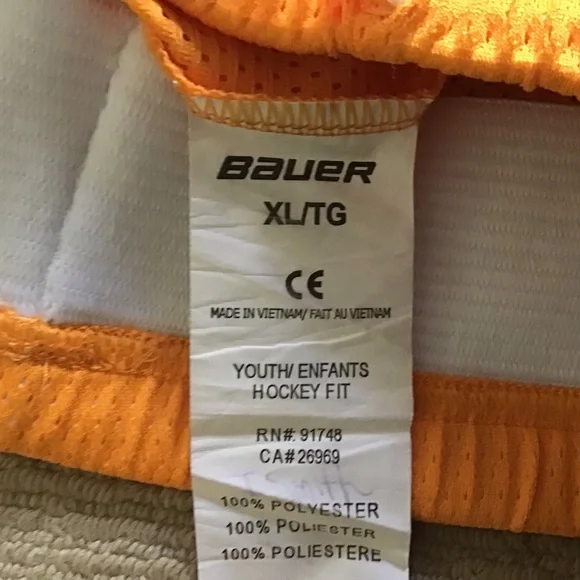 BAUER
XL/TG
CE
MADE IN VIETNAM/ FAIT AU VIETNAM
YOUTH/ ENFANTS
HOCKEY FIT
RN#: 91748
CA#26969
Smith
100% POLYESTER
100% POLIESTER
100% POLIESTERE